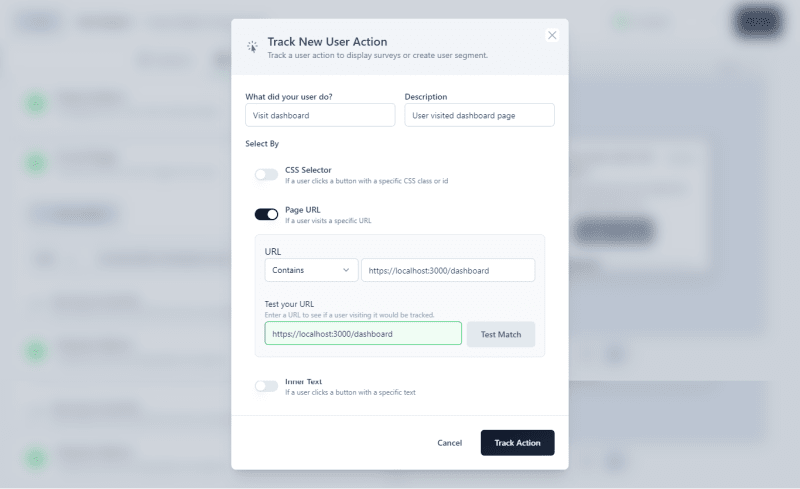 Track New User Action
Track a user action to display surveys or create user segment.
What did your user do?
Description
Visit dashboard
User visited dashboard page
Select By
CSS Selector
If a user clicks a button with a specific CSS class or id
Page URL
If a user visits a specific URL
URL
Contains
https://localhost:3000/dashboard
Test your URL
Enter a URL to see if a user visiting it would be tracked.
https://localhost:3000/dashboard
Test Match
Inner Text
If a user clicks a button with a specific text
Cancel
Track Action